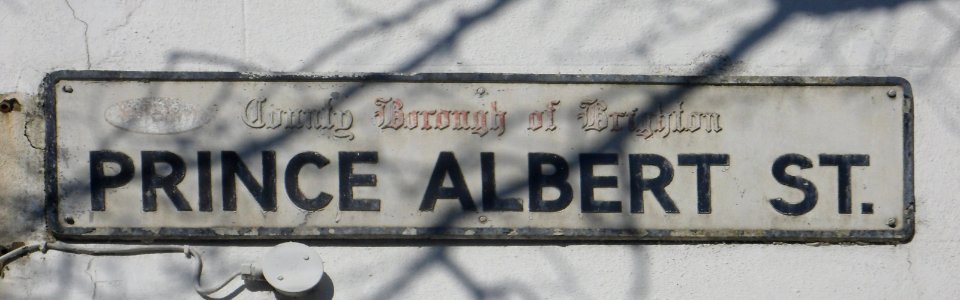 County Borough of Brighton
PRINCE ALBERT ST.